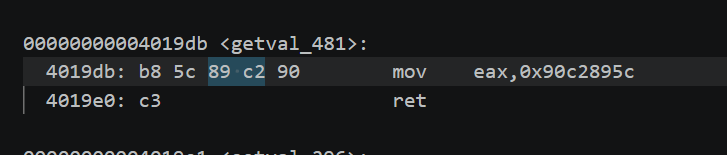 00000000004019db <getval_481>:
4019db: b8 5c 89 c2 90 mov eax,0x90c2895c
4019e0: c3 ret